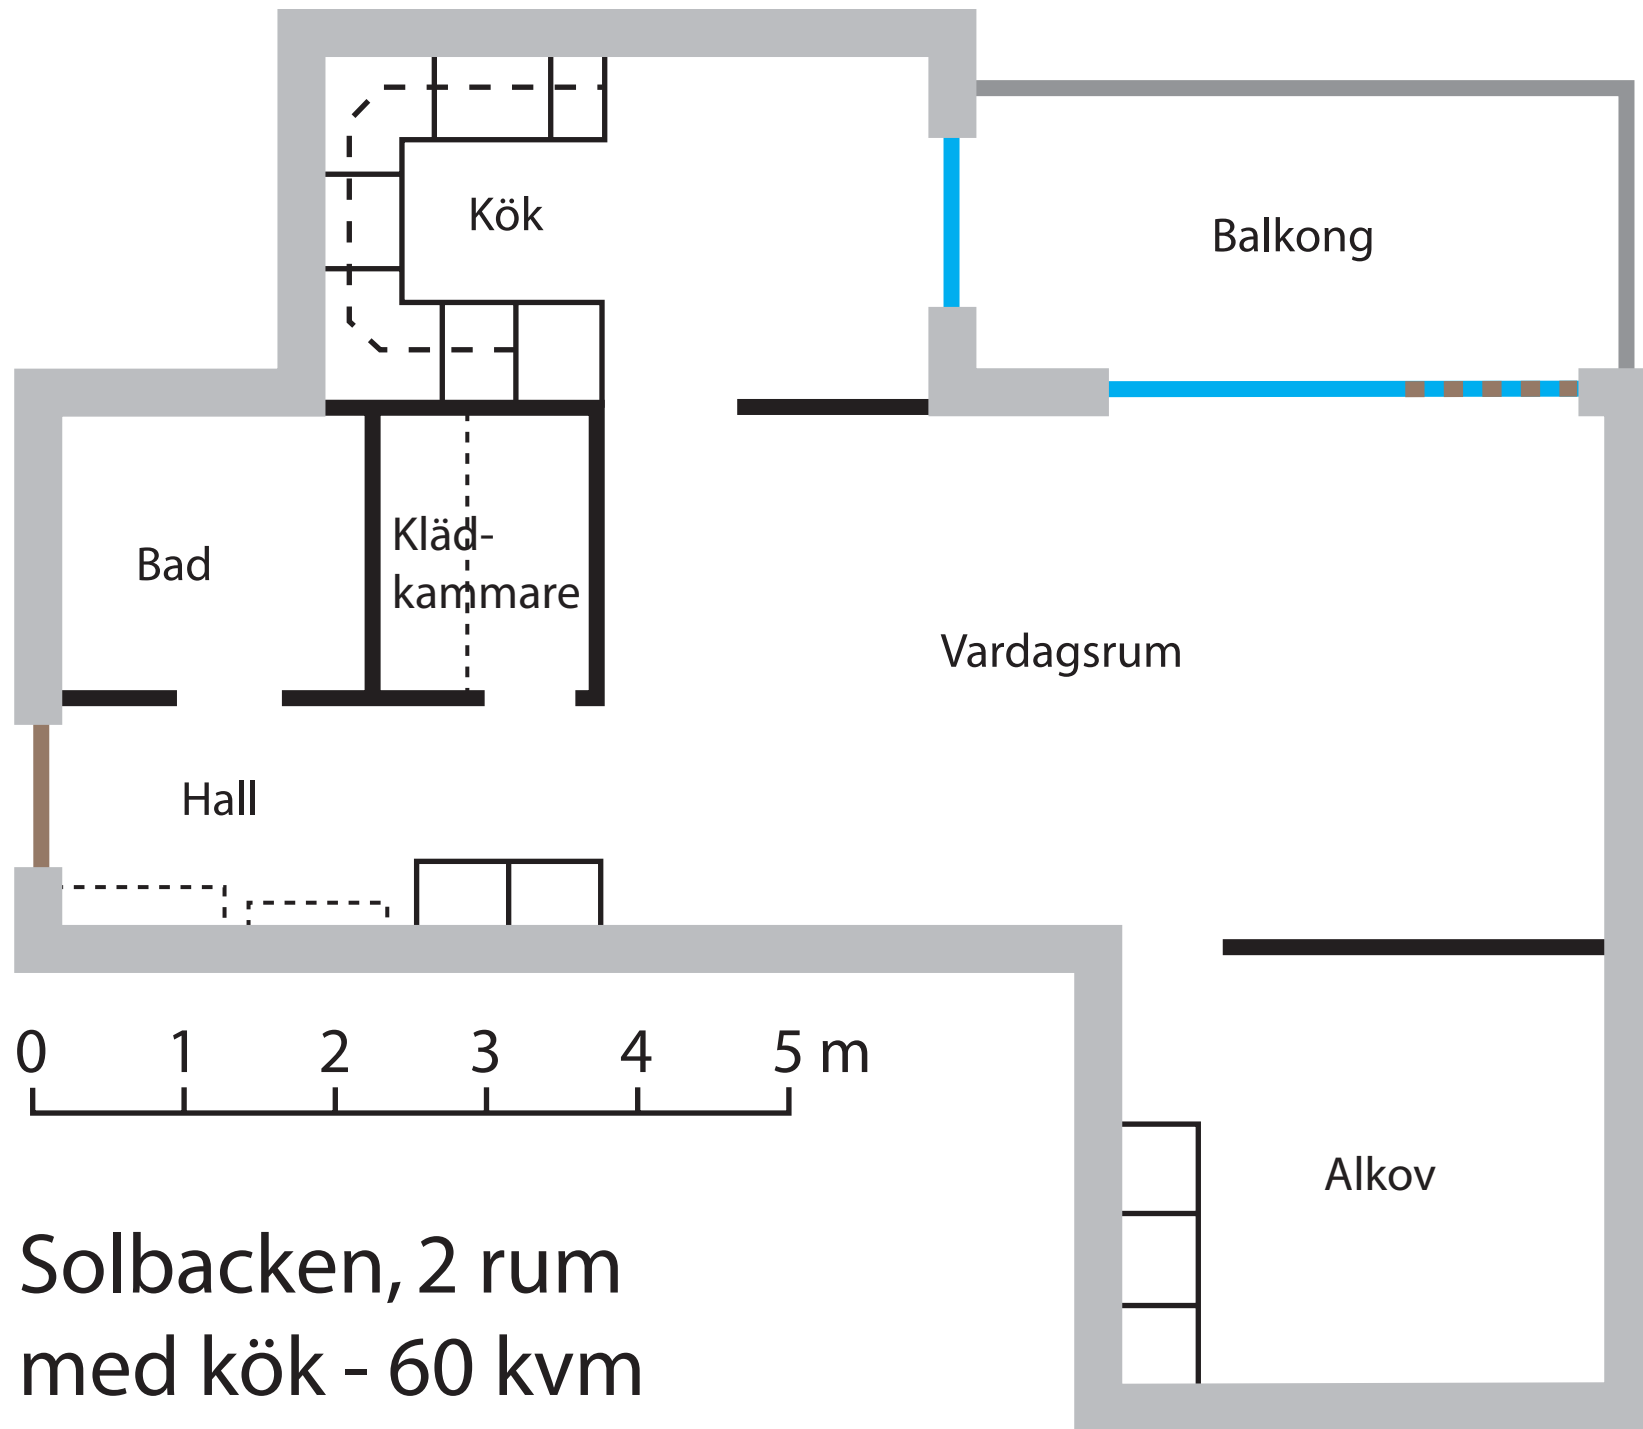 Kök
Balkong
Bad
Kläd-
kammare
Vardagsrum
Hall
0 1 2 3 4 5 m
Alkov
Solbacken, 2 rum
med kök - 60 kvm